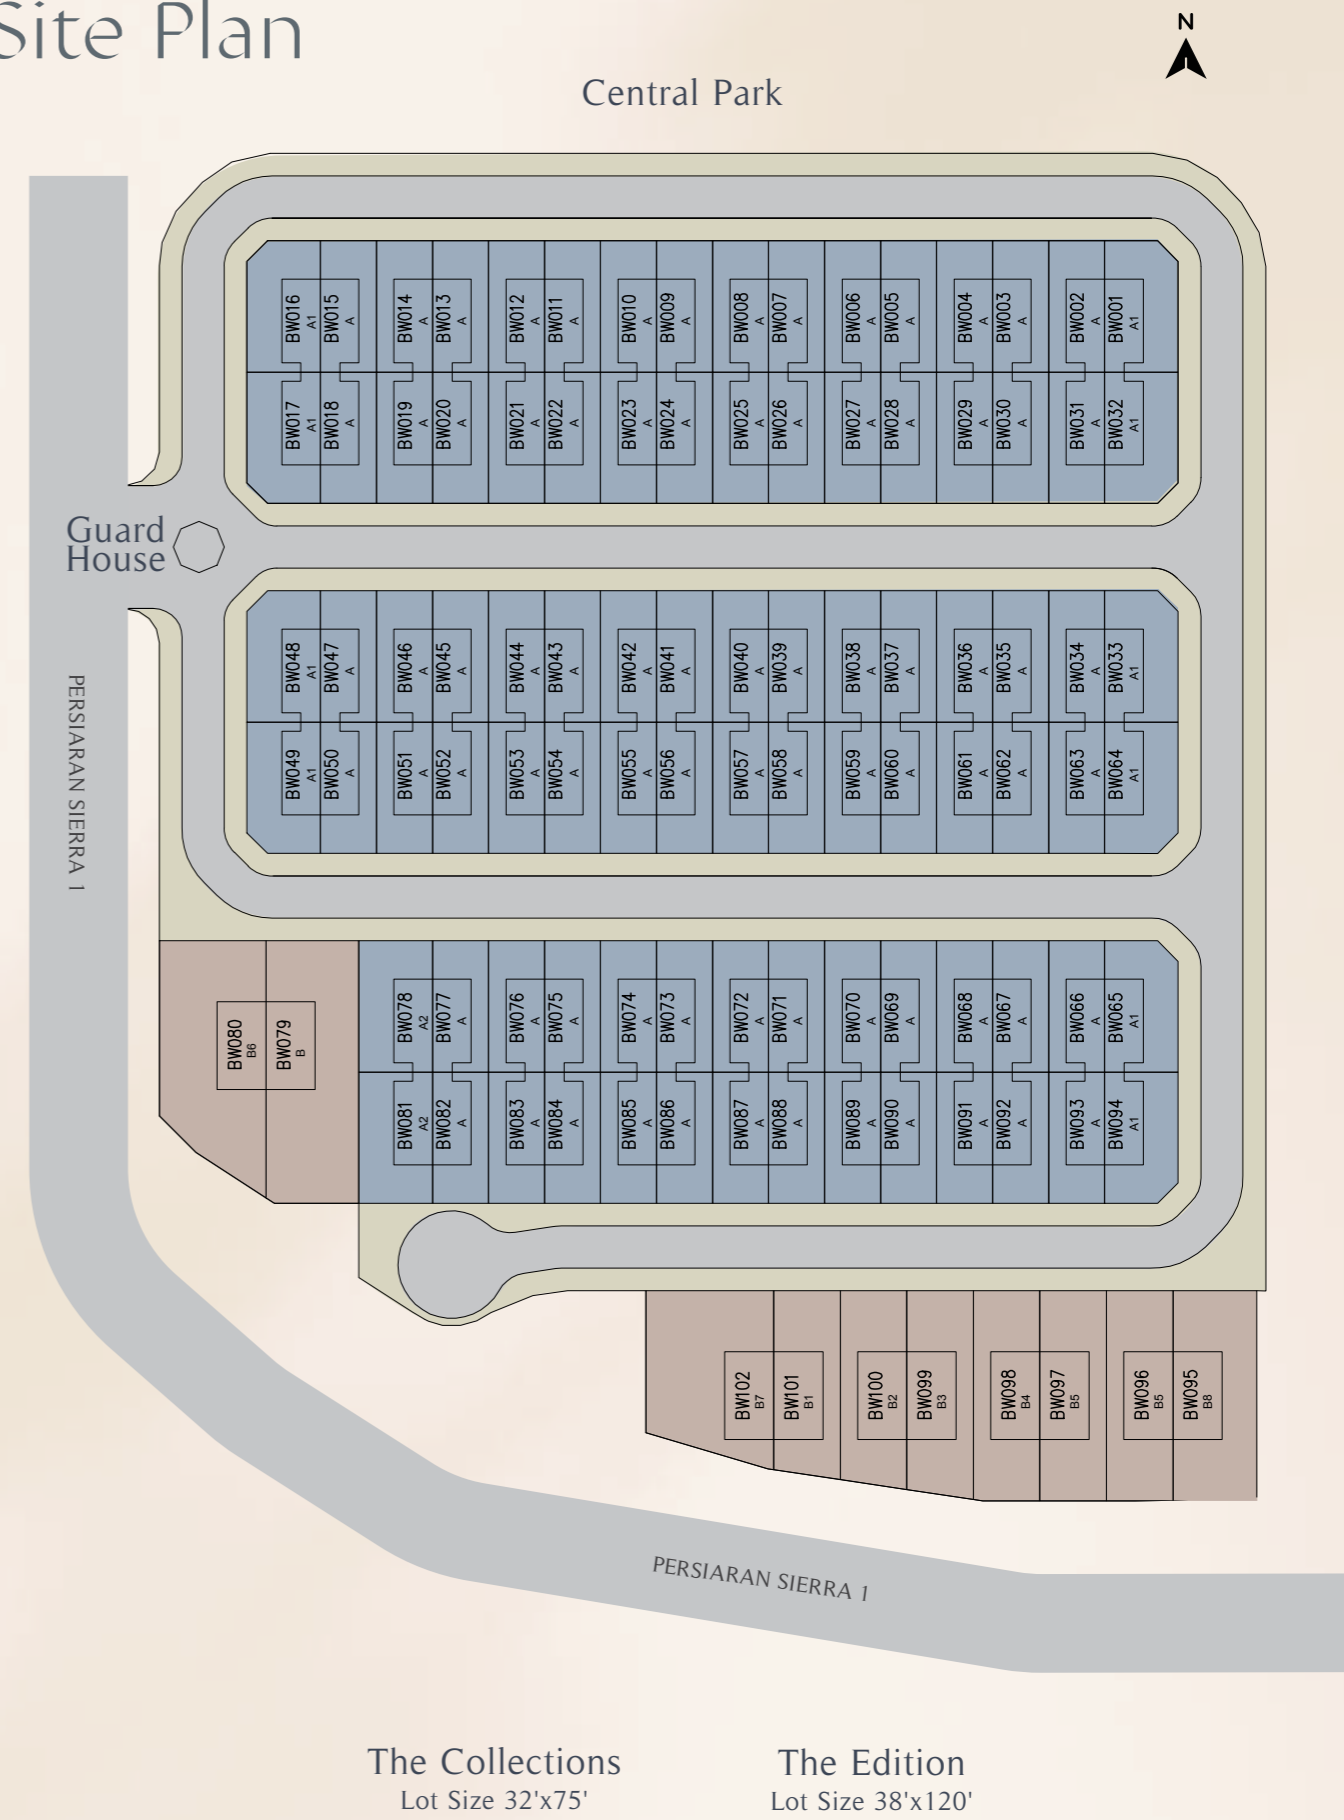 Site Plan
N
Central Park
BW016 A1
BW015 A
BW014 A
BW013 A
BW012 A
BW011 A
BW010 A
BW009 A
BW008 A
BW007 A
BW006 A
BW005 A
BW004 A
BW003 A
BW002 A
BW001 A1
BW017 A1
BW018 A
BW019 A
BW020 A
BW021 A
BW022 A
BW023 A
BW024 A
BW025 A
BW026 A
BW027 A
BW028 A
BW029 A
BW030 A
BW031 A
BW032 A1
Guard
House
BW048 A1
BW047 A
BW046 A
BW045 A
BW044 A
BW043 A
BW042 A
BW041 A
BW040 A
BW039 A
BW038 A
BW037 A
BW036 A
BW035 A
BW034 A
BW033 A1
BW049 A1
BW050 A
BW051 A
BW052 A
BW053 A
BW054 A
BW055 A
BW056 A
BW057 A
BW058 A
BW059 A
BW060 A
BW061 A
BW062 A
BW063 A
BW064 A1
PERSIARAN SIERRA 1
BW080 B6
BW079 B
BW078 A2
BW077 A
BW076 A
BW075 A
BW074 A
BW073 A
BW072 A
BW071 A
BW070 A
BW069 A
BW068 A
BW067 A
BW066 A
BW065 A1
BW081 A2
BW082 A
BW083 A
BW084 A
BW085 A
BW086 A
BW087 A
BW088 A
BW089 A
BW090 A
BW091 A
BW092 A
BW093 A
BW094 A1
BW102 B7
BW101 B1
BW100 B2
BW099 B3
BW098 B4
BW097 B5
BW096 B5
BW095 B8
PERSIARAN SIERRA 1
The Collections
Lot Size 32'x75'
The Edition
Lot Size 38'x120'